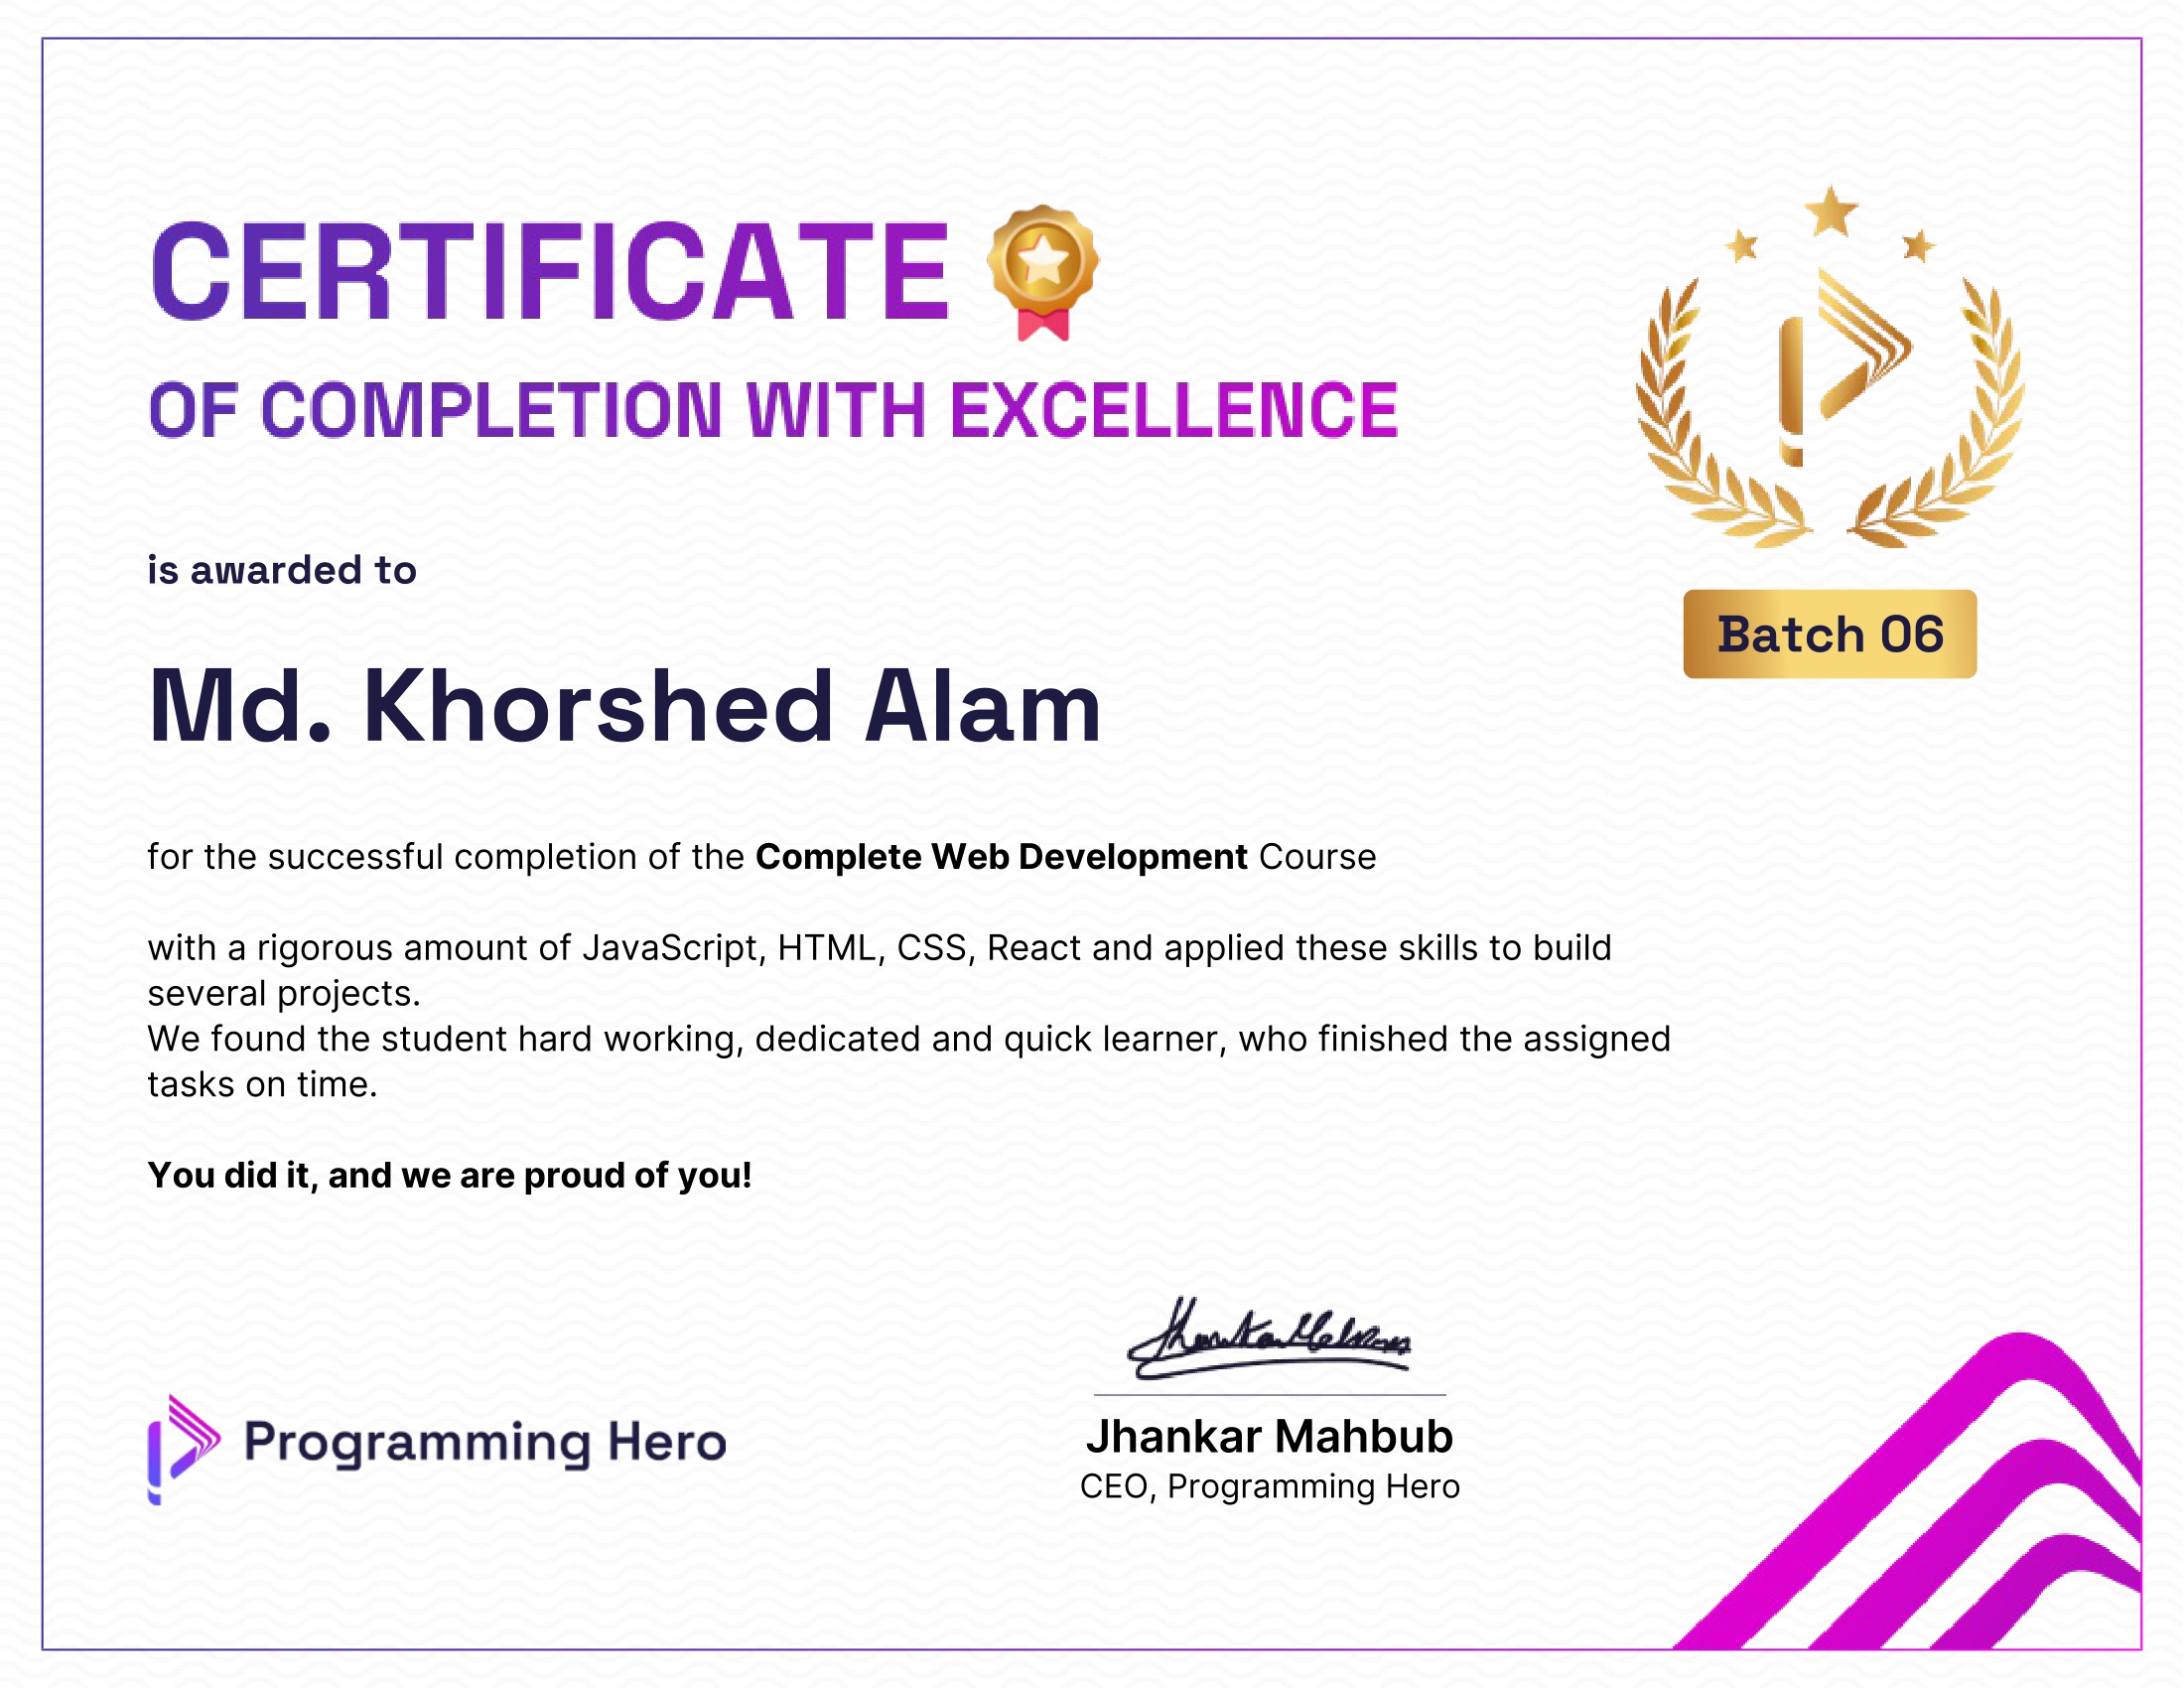 CERTIFICATE
OF COMPLETION WITH EXCELLENCE
is awarded to
Batch 06
Md. Khorshed Alam
for the successful completion of the Complete Web Development Course
with a rigorous amount of JavaScript, HTML, CSS, React and applied these skills to build
several projects.
We found the student hard working, dedicated and quick learner, who finished the assigned
tasks on time.
You did it, and we are proud of you!
Jhankar Mahbub
Programming Hero
Jhankar Mahbub
CEO, Programming Hero